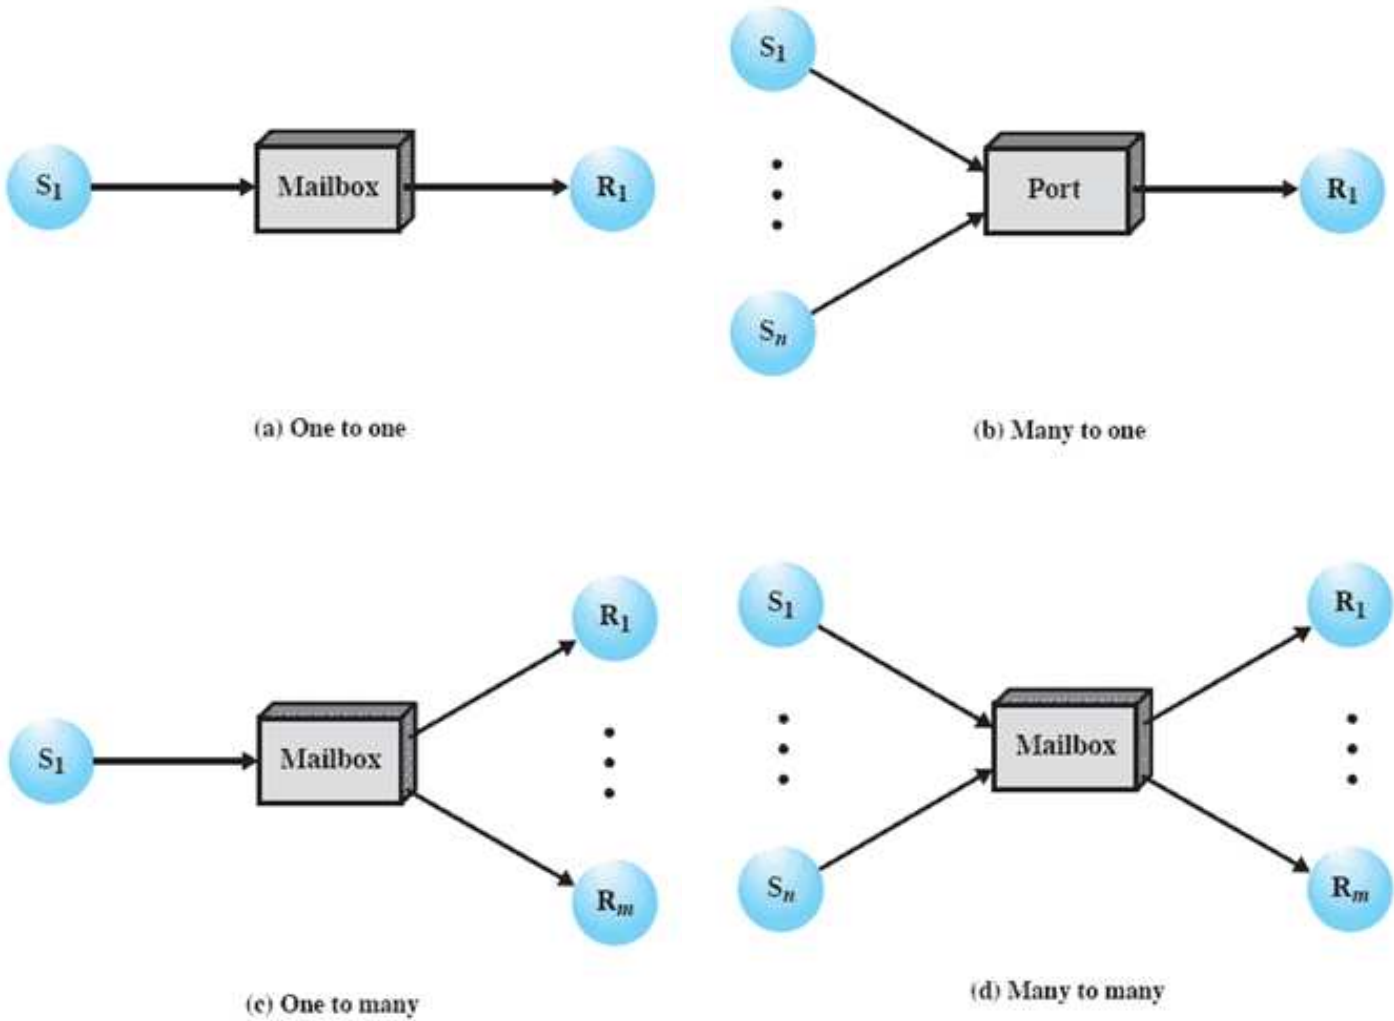 S1
Mailbox
R1
(a) One to one
S1
Sn
Port
R1
(b) Many to one
S1
Mailbox
R1
Rm
(c) One to many
S1
Sn
Mailbox
R1
Rm
(d) Many to many